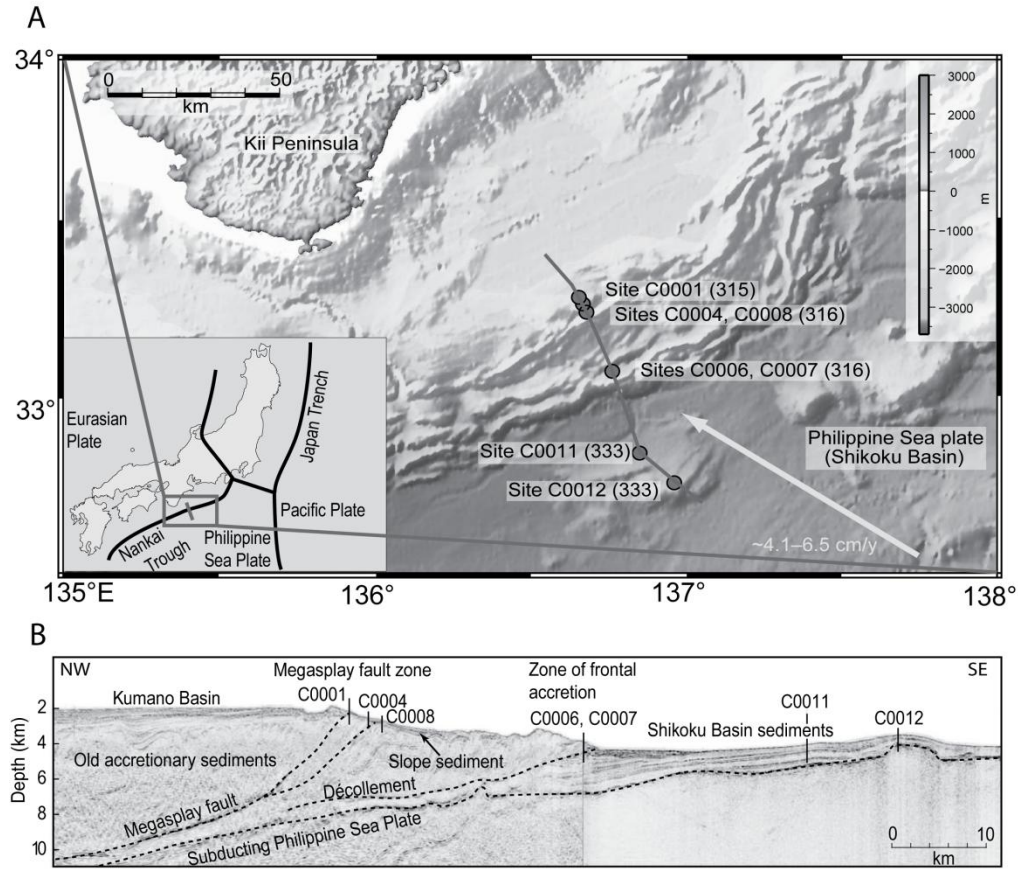 A
34°
0 50
km
Kii Peninsula
3000
2000
1000
0
m
−1000
−2000
−3000
Site C0001 (315)
Sites C0004, C0008 (316)
Sites C0006, C0007 (316)
33°
Site C0011 (333)
Site C0012 (333)
Philippine Sea plate
(Shikoku Basin)
~4.1–6.5 cm/y
Eurasian
Plate
Japan Trench
Pacific Plate
Nankai
Trough
Philippine
Sea Plate
135°E
136°
137°
138°
B
NW
Megasplay fault zone
Zone of frontal
accretion
SE
C0001
C0004
C0008
C0006, C0007
C0011
C0012
Kumano Basin
Shikoku Basin sediments
Old accretionary sediments
Slope sediment
Décollement
Megasplay fault
Subducting Philippine Sea Plate
Depth (km)
2
4
6
8
10
0 10
km